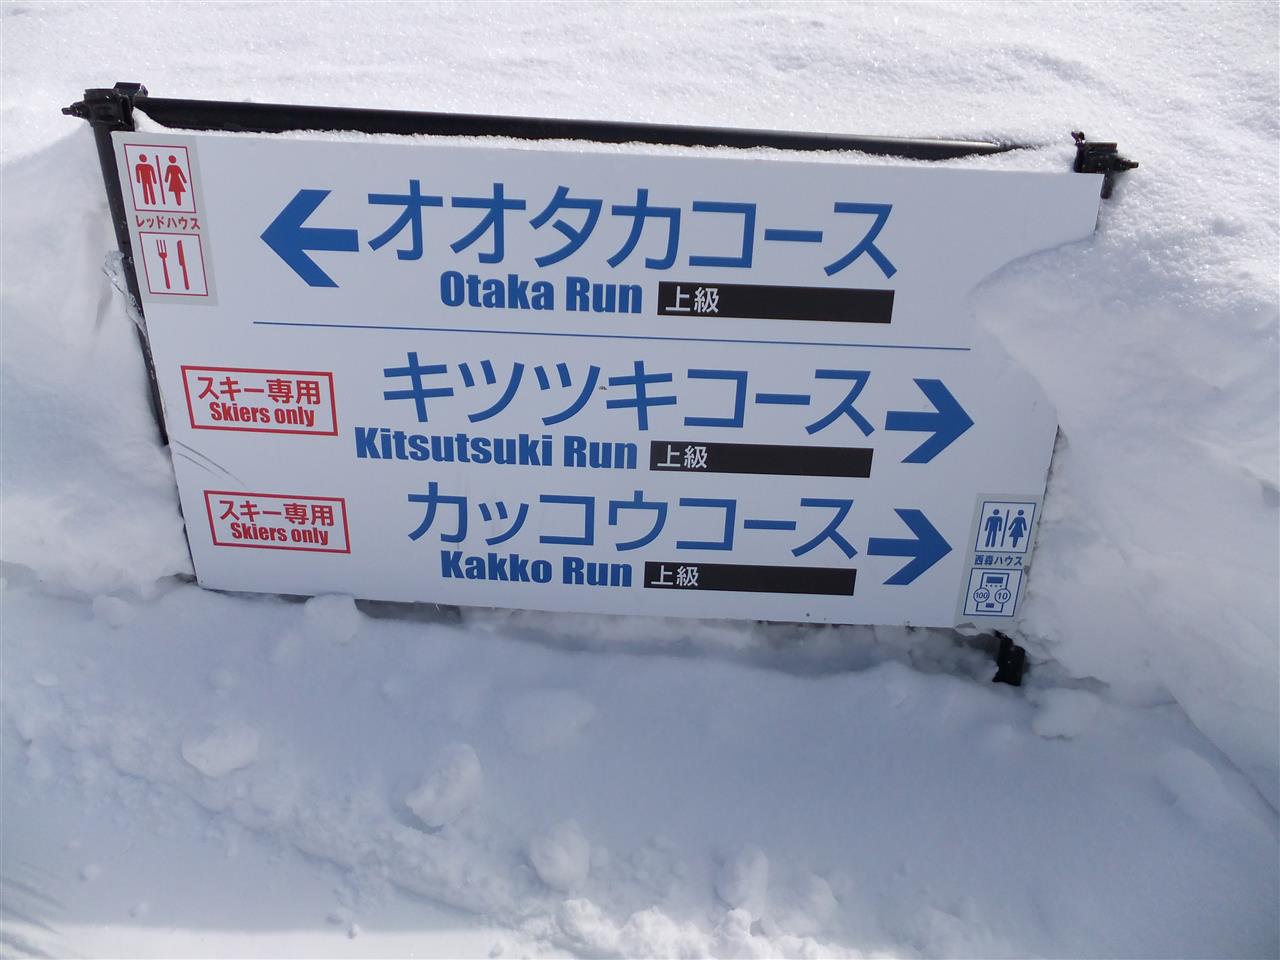 レッドハウス
オオタカコース
Otaka Run 上級
スキー専用
Skiers only
キツツキコース
Kitsutsuki Run 上級
スキー専用
Skiers only
カッコウコース
Kakko Run 上級
西森ハウス
100 10